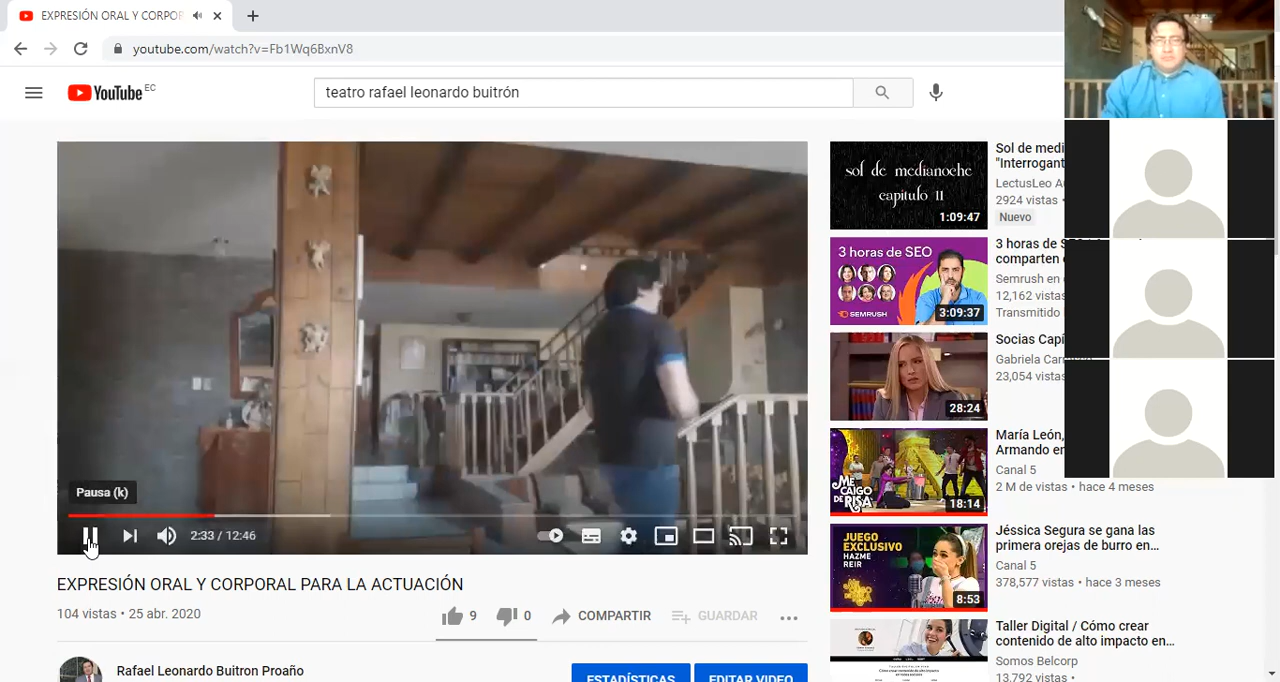 EXPRESIÓN ORAL Y CORPOR
youtube.com/watch?v=Fb1Wq6BxnV8
YouTube EC
teatro rafael leonardo buitrón
Pausa (k)
2:33 / 12:46
EXPRESIÓN ORAL Y CORPORAL PARA LA ACTUACIÓN
104 vistas • 25 abr. 2020
9
0
COMPARTIR
GUARDAR
Rafael Leonardo Buitron Proaño
ESTADÍSTICAS
EDITAR VIDEO
sol de medianoche
capitulo 11
1:09:47
Sol de medi
"Interrogant
LectusLeo A
2924 vistas •
Nuevo
3 horas de SEO
SEMRUSH
3:09:37
3 horas de
comparten
Semrush en
12,162 vistas
Transmitido
28:24
Socias Capí
Gabriela Car
23,054 vistas
ME
CAIGO
DE RISA
18:14
María León,
Armando en
Canal 5
2 M de vistas • hace 4 meses
JUEGO
EXCLUSIVO
HAZME
REIR
8:53
Jéssica Segura se gana las
primera orejas de burro en...
Canal 5
378,577 vistas • hace 3 meses
Taller Digital / Cómo crear
contenido de alto impacto en...
Somos Belcorp
13,792 vistas •